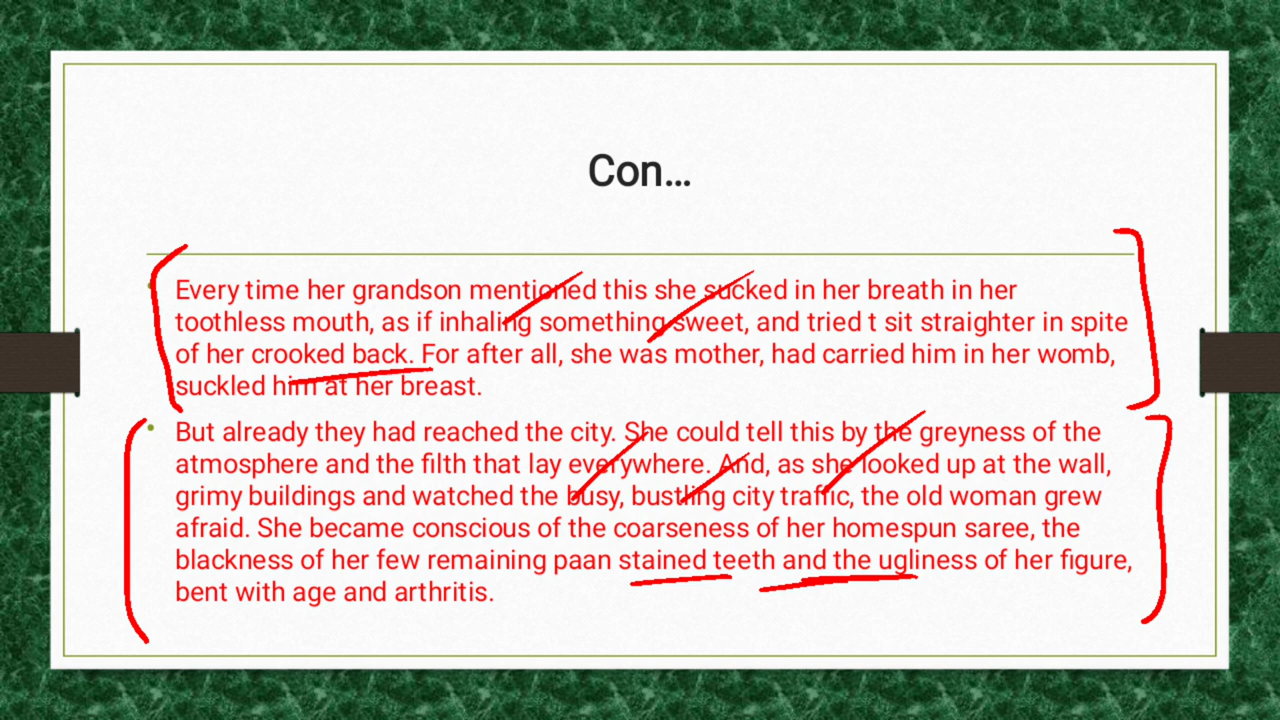 Con...
Every time her grandson mentioned this she sucked in her breath in her
toothless mouth, as if inhaling something sweet, and tried t sit straighter in spite
of her crooked back. For after all, she was mother, had carried him in her womb,
suckled him at her breast.
But already they had reached the city. She could tell this by the greyness of the
atmosphere and the filth that lay everywhere. And, as she looked up at the wall,
grimy buildings and watched the busy, bustling city traffic, the old woman grew
afraid. She became conscious of the coarseness of her homespun saree, the
blackness of her few remaining paan stained teeth and the ugliness of her figure,
bent with age and arthritis.